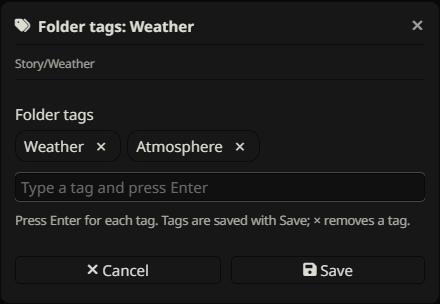 Folder tags: Weather ×
Story/Weather
Folder tags
Weather × Atmosphere ×
Type a tag and press Enter
Press Enter for each tag. Tags are saved with Save; × removes a tag.
× Cancel Save